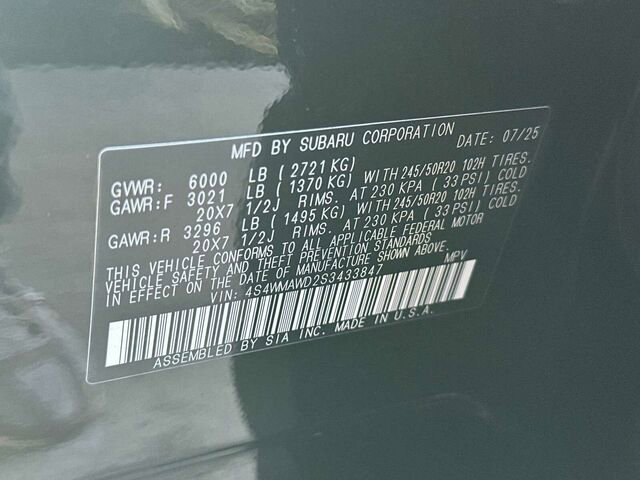 MFD BY SUBARU CORPORATION DATE: 07/25
GVWR: 6000 LB (2721 KG)
GAWR:F 3021 LB (1370 KG) WITH 245/50R20 102H TIRES.
20X7 1/2J RIMS. AT 230 KPA (33 PSI) COLD
GAWR:R 3296 LB (1495 KG) WITH 245/50R20 102H TIRES.
20X7 1/2J RIMS. AT 230 KPA (33 PSI) COLD
THIS VEHICLE CONFORMS TO ALL APPLICABLE FEDERAL MOTOR
VEHICLE SAFETY AND THEFT PREVENTION STANDARDS
IN EFFECT ON THE DATE OF MANUFACTURE SHOWN ABOVE.
VIN: 4S4WMAWD2S3433847 MPV
ASSEMBLED BY SIA INC. MADE IN U.S.A.